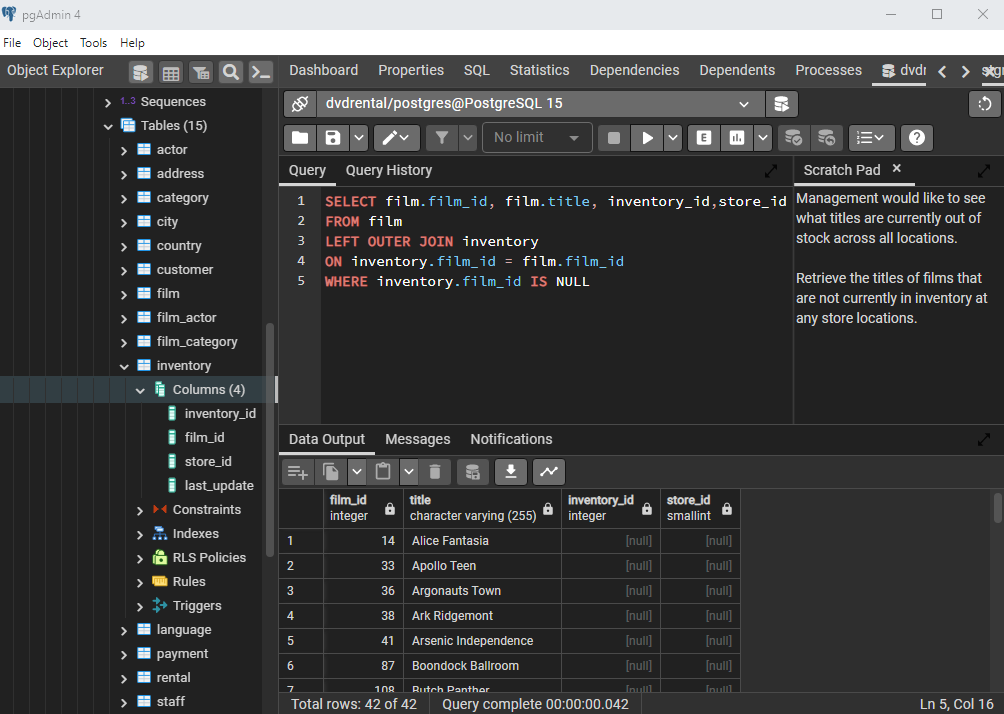 pgAdmin 4
File Object Tools Help
Object Explorer
Dashboard Properties SQL Statistics Dependencies Dependents Processes
1..3 Sequences
Tables (15)
actor
address
category
city
country
customer
film
film_actor
film_category
inventory
Columns (4)
inventory_id
film_id
store_id
last_update
Constraints
Indexes
RLS Policies
Rules
Triggers
language
payment
rental
staff
dvdrental/postgres@PostgreSQL 15
No limit
E
Query Query History
1 SELECT film.film_id, film.title, inventory_id,store_id
2 FROM film
3 LEFT OUTER JOIN inventory
4 ON inventory.film_id = film.film_id
5 WHERE inventory.film_id IS NULL
Scratch Pad
Management would like to see
what titles are currently out of
stock across all locations.
Retrieve the titles of films that
are not currently in inventory at
any store locations.
Data Output Messages Notifications
film_id title inventory_id store_id
integer character varying (255) integer smallint
1 14 Alice Fantasia [null] [null]
2 33 Apollo Teen [null] [null]
3 36 Argonauts Town [null] [null]
4 38 Ark Ridgemont [null] [null]
5 41 Arsenic Independence [null] [null]
6 87 Boondock Ballroom [null] [null]
7 108 Butch Panther [null] [null]
Total rows: 42 of 42 Query complete 00:00:00.042 Ln 5, Col 16